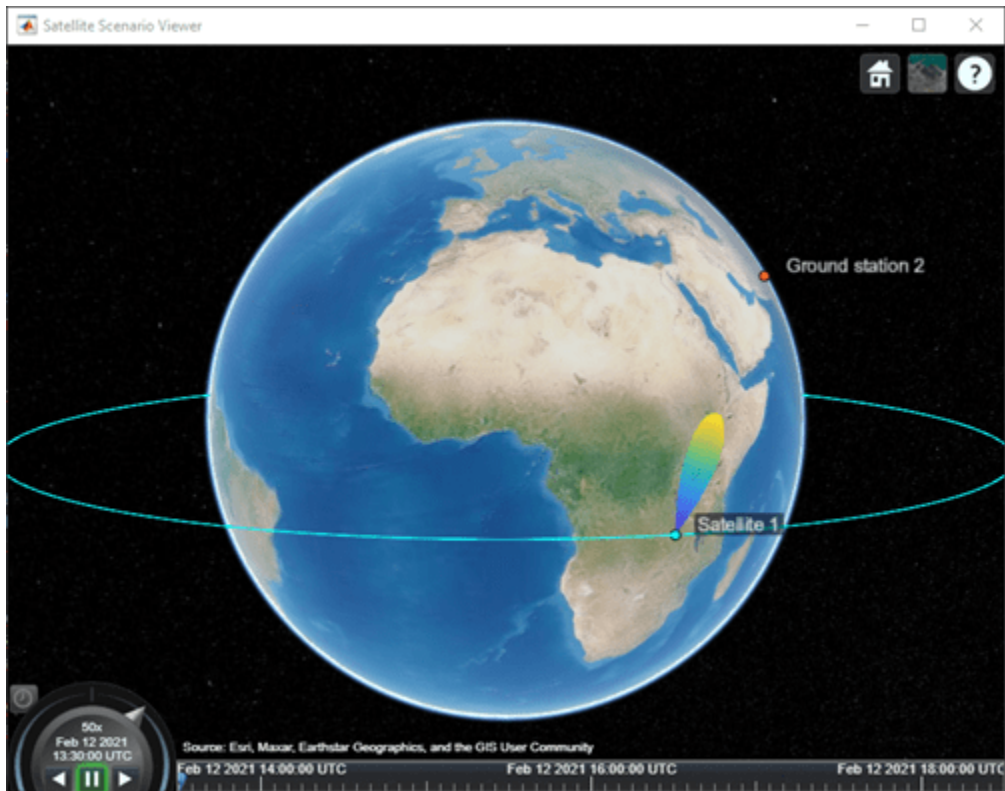 Satellite Scenario Viewer
?
Ground station 2
Satellite 1
50x
Feb 12 2021
13:30:00 UTC
Source: Esri, Maxar, Earthstar Geographics, and the GIS User Community
Feb 12 2021 14:00:00 UTC Feb 12 2021 16:00:00 UTC Feb 12 2021 18:00:00 UTC